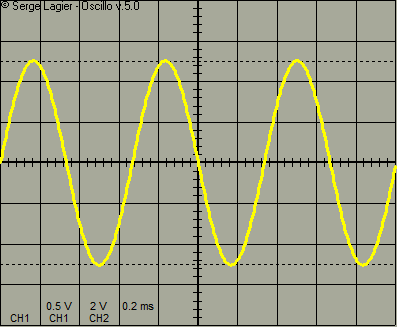 © Serge Lagier - Oscillo v.5.0
0.5 V 2 V 0.2 ms
CH1 CH1 CH2